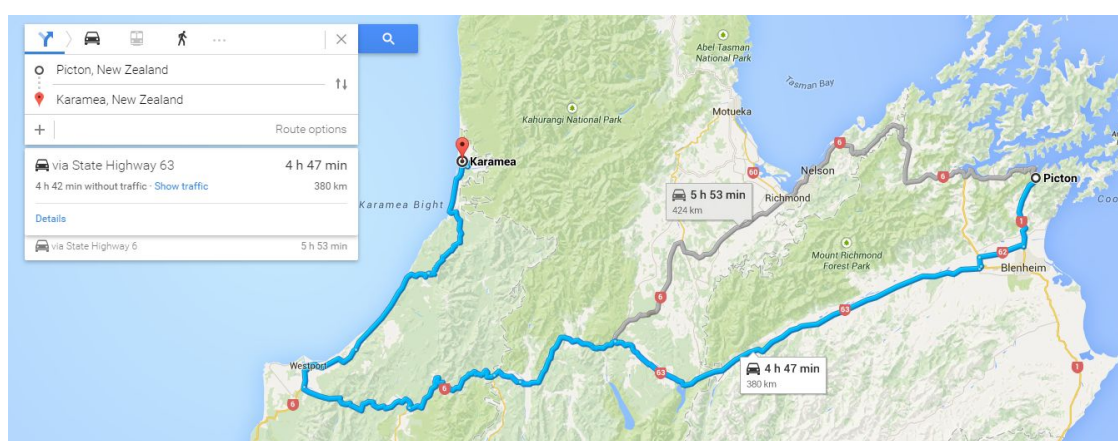 Picton, New Zealand
Karamea, New Zealand
Route options
via State Highway 63 4 h 47 min
4 h 42 min without traffic · Show traffic 380 km
Details
via State Highway 6 5 h 53 min
Abel Tasman
National Park
Tasman Bay
Motueka
Kahurangi National Park
6
Karamea
60
Nelson
6
Picton
5 h 53 min
424 km
Richmond
Karamea Bight
1
Mount Richmond
Forest Park
62
Blenheim
6
63
Westport
4 h 47 min
380 km
63
1
6
6